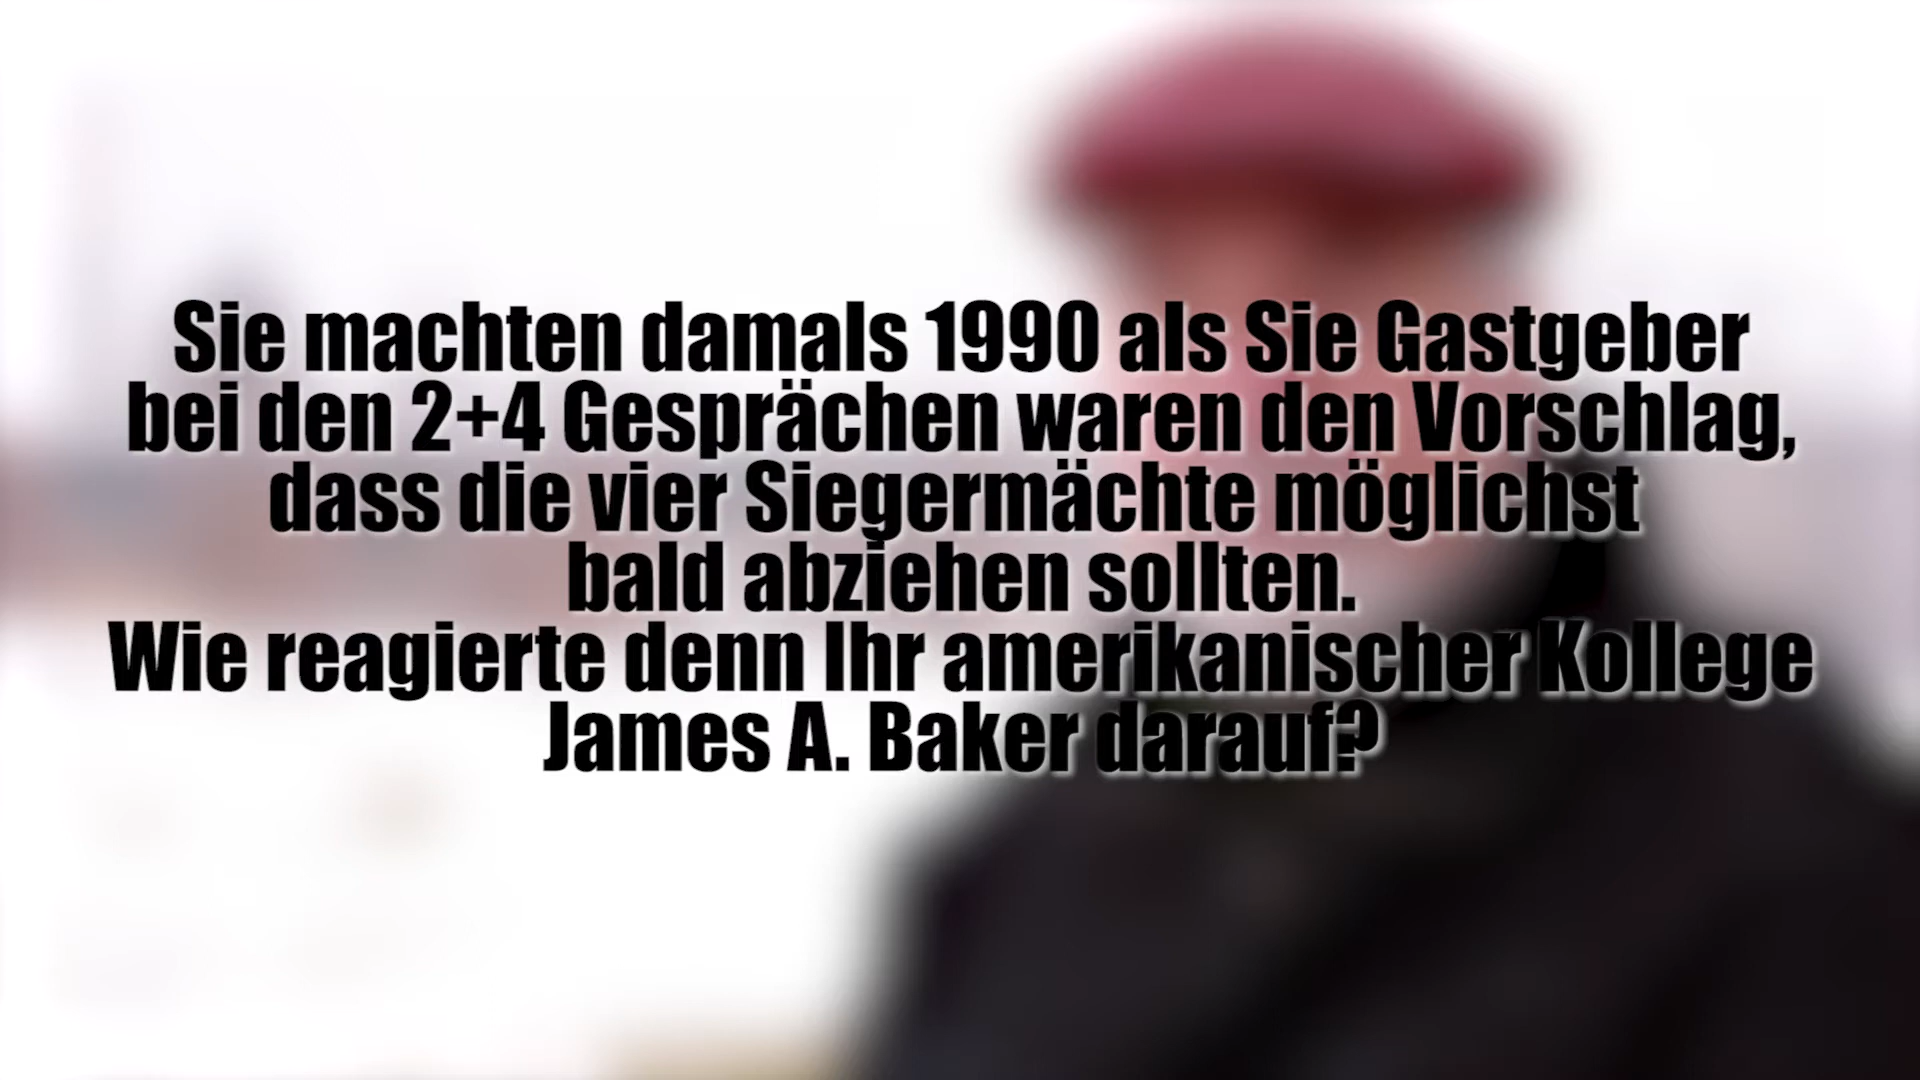 Sie machten damals 1990 als Sie Gastgeber
bei den 2+4 Gesprächen waren den Vorschlag,
dass die vier Siegermächte möglichst
bald abziehen sollten.
Wie reagierte denn Ihr amerikanischer Kollege
James A. Baker darauf?